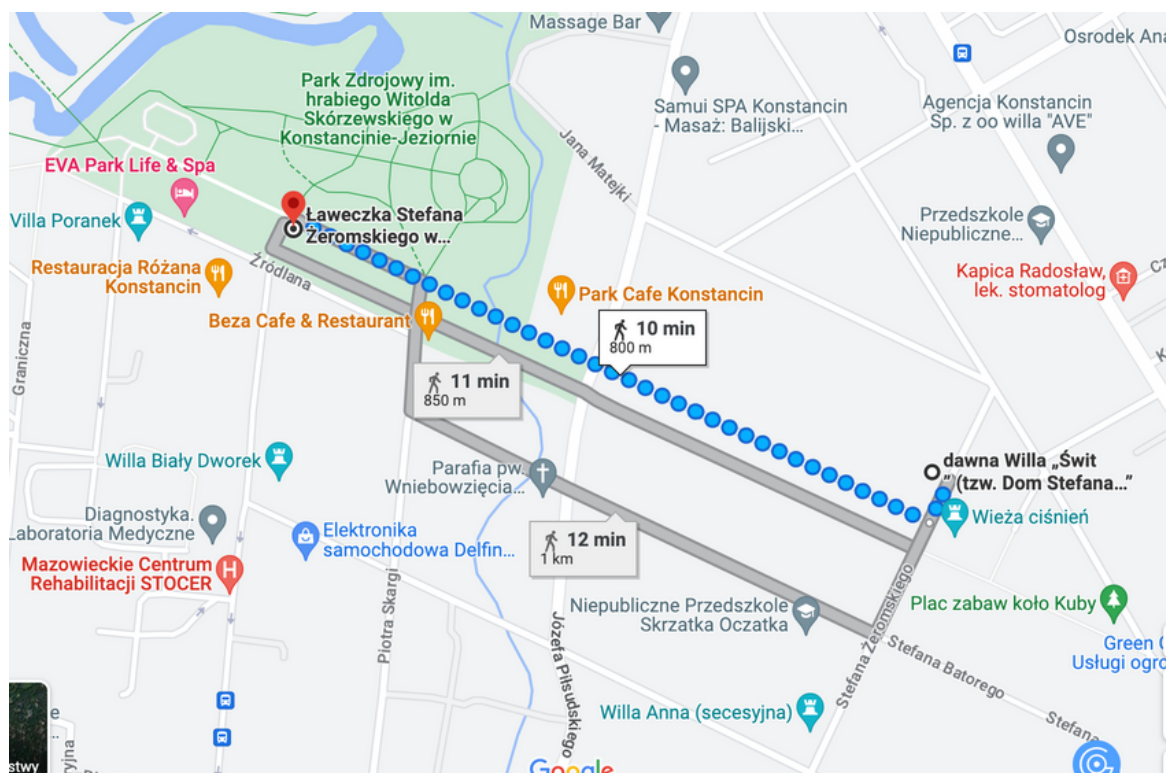 Massage Bar
Osrodek Ana
Park Zdrojowy im.
hrabiego Witolda
Skórzewskiego w
Konstancinie-Jeziornie
Samui SPA Konstancin
- Masaż: Balijski...
Agencja Konstancin
Sp. z oo willa "AVE"
Jana Matejki
EVA Park Life & Spa
Villa Poranek
Ławeczka Stefana
Żeromskiego w...
Przedszkole
Niepubliczne...
Restauracja Różana
Konstancin
Źródlana
Kapica Radosław,
lek. stomatolog
Cz
Park Cafe Konstancin
Beza Cafe & Restaurant
10 min
800 m
Graniczna
K
11 min
850 m
Willa Biały Dworek
Parafia pw.
Wniebowzięcia...
dawna Willa „Świt
” (tzw. Dom Stefana...”
Wieża ciśnień
Diagnostyka.
Laboratoria Medyczne
Elektronika
samochodowa Delfin...
12 min
1 km
Mazowieckie Centrum
Rehabilitacji STOCER
Piotra Skargi
Niepubliczne Przedszkole
Skrzatka Oczatka
Józefa Piłsudskiego
Stefana Żeromskiego
Plac zabaw koło Kuby
Stefana Batorego
Green O
Usługi ogro
Willa Anna (secesyjna)
Stefana
Google
stwy